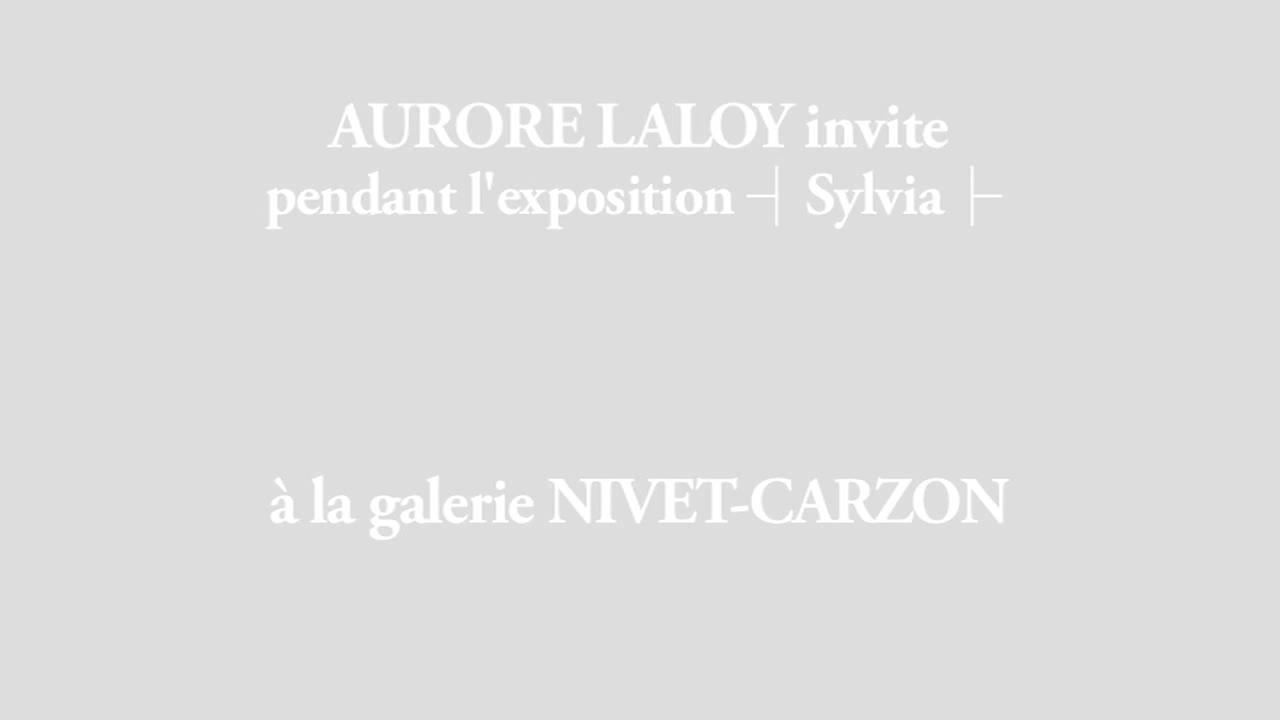 AURORE LALOY invite
pendant l'exposition ┤ Sylvia ├
à la galerie NIVET-CARZON